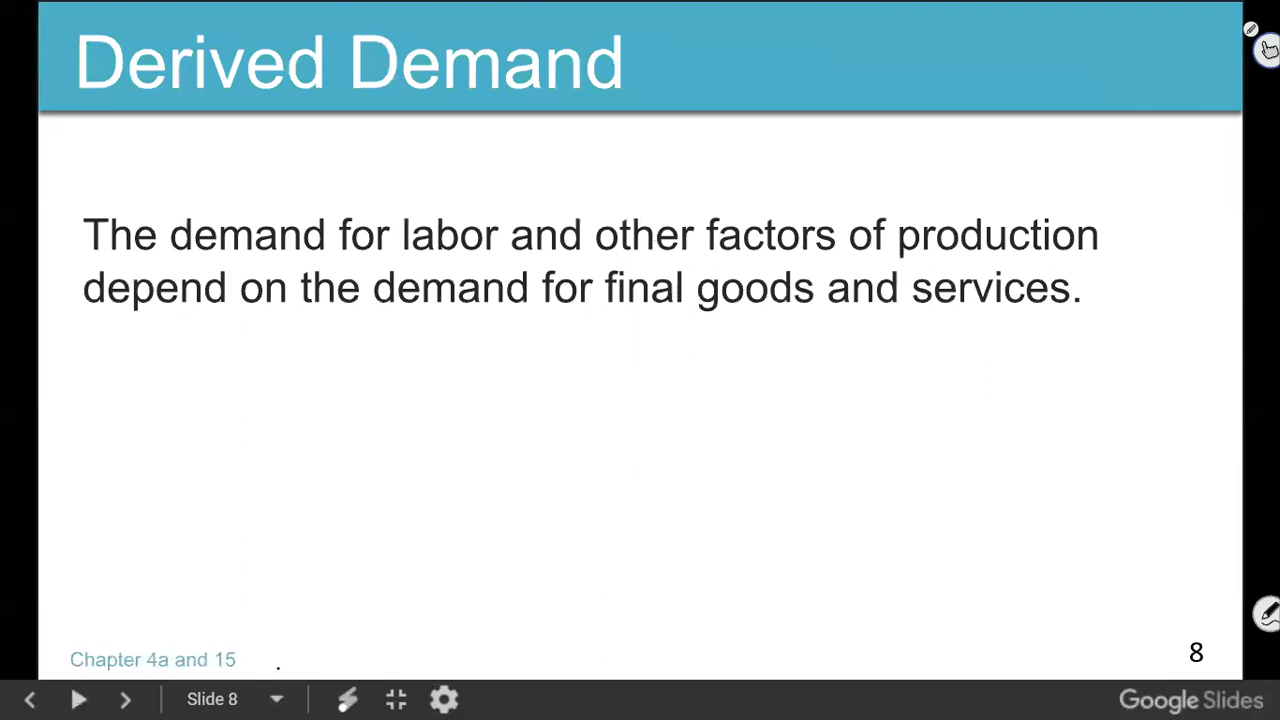 Derived Demand
The demand for labor and other factors of production
depend on the demand for final goods and services.
Chapter 4a and 15 .
8
Slide 8
Google Slides